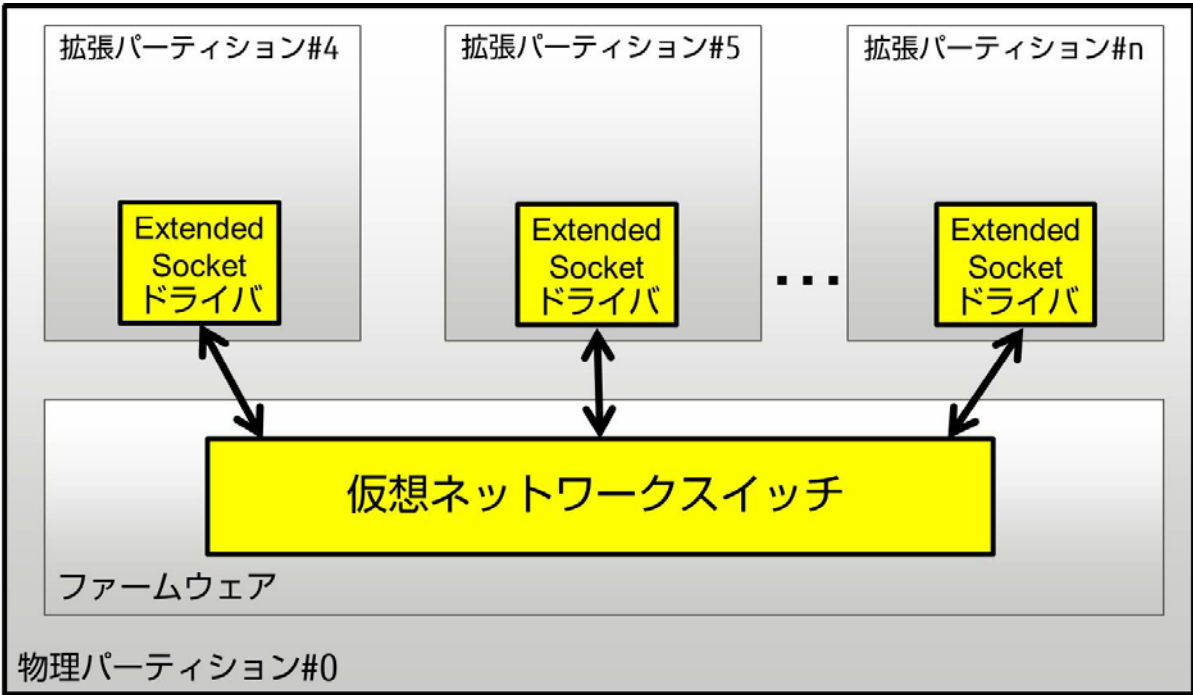 拡張パーティション#4
拡張パーティション#5
拡張パーティション#n
Extended
Socket
ドライバ
Extended
Socket
ドライバ
...
Extended
Socket
ドライバ
仮想ネットワークスイッチ
ファームウェア
物理パーティション#0